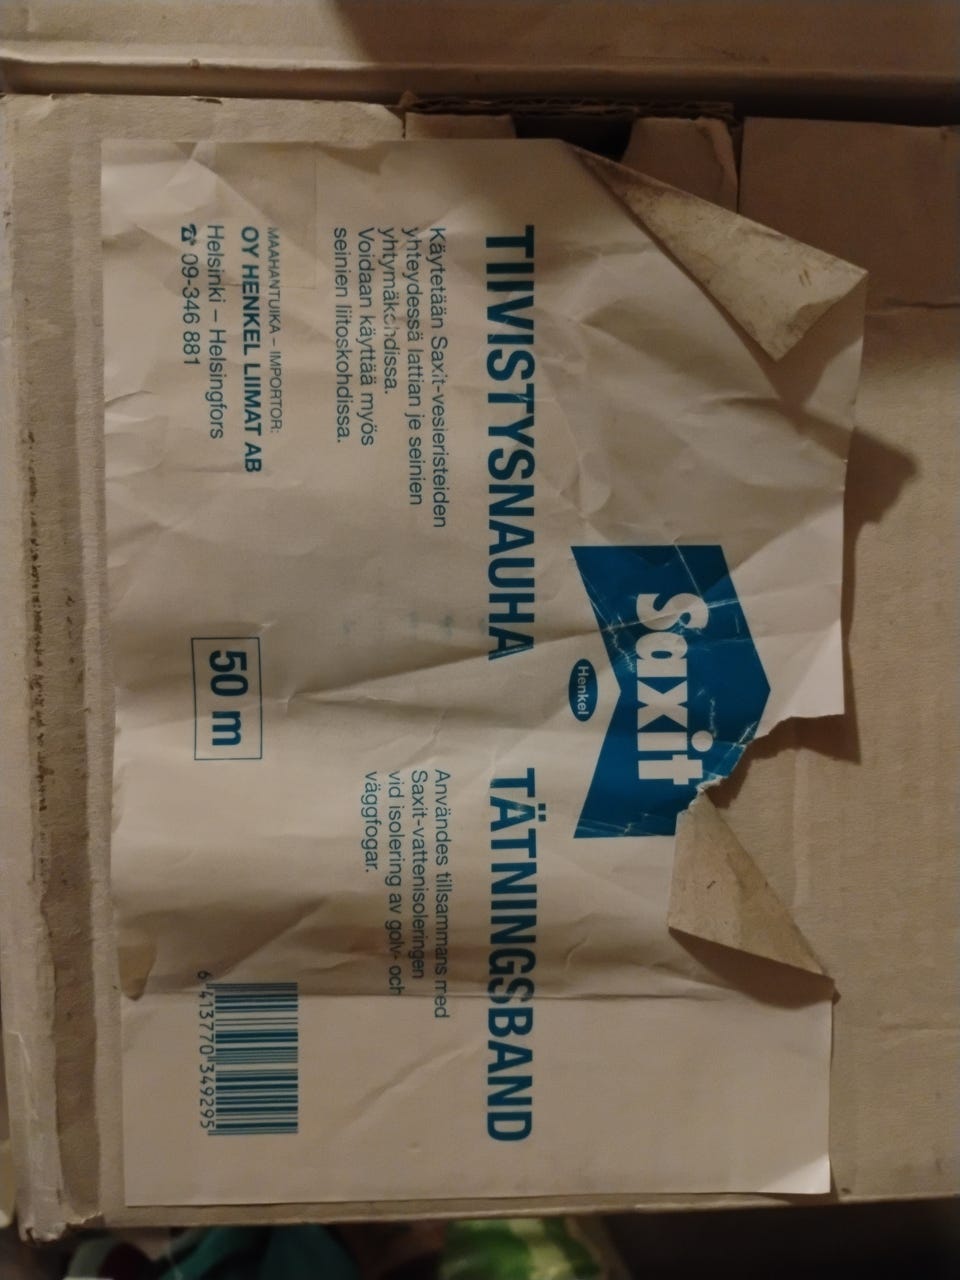 Saxit
Henkel
TIIVISTYSNAUHA
TÄTNINGSBAND
Käytetään Saxit-vesieristeiden
yhteydessä lattian je seinien
yhtymäkohdissa.
Voidaan käyttää myös
seinien liitoskohdissa.
Användes tillsammans med
Saxit-vattenisoleringen
vid isolering av golv- och
väggfogar.
MAAHANTUIKA – IMPORTÖR:
OY HENKEL LIIMAT AB
Helsinki – Helsingfors
☎ 09-346 881
50 m
6 413770 349295